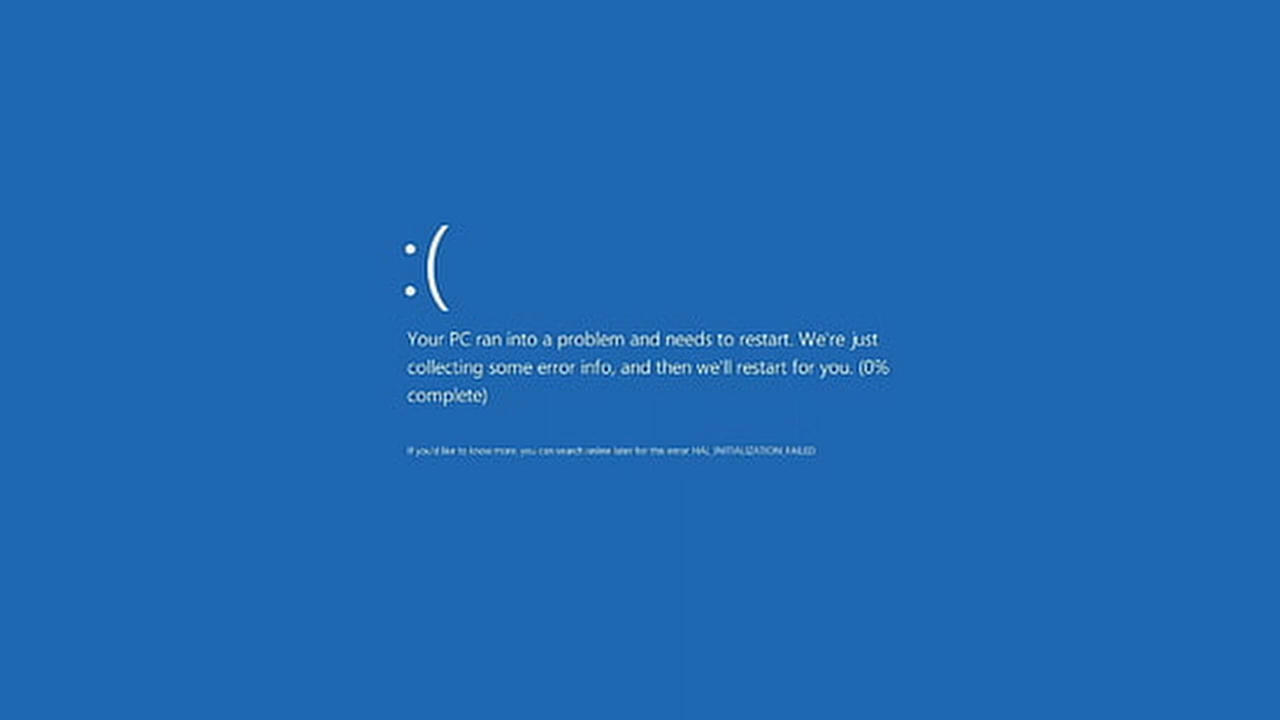 :(
Your PC ran into a problem and needs to restart. We're just
collecting some error info, and then we'll restart for you. (0%
complete)
If you'd like to know more, you can search online later for this error: HAL_INITIALIZATION_FAILED